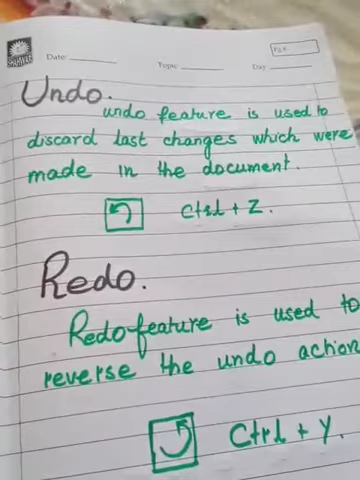 Date:
Topic:
Day
Undo.
undo feature is used to
discard last changes which were
made in the document.
Ctrl + Z.
Redo.
Redo feature is used to
reverse the undo action
Ctrl + Y.